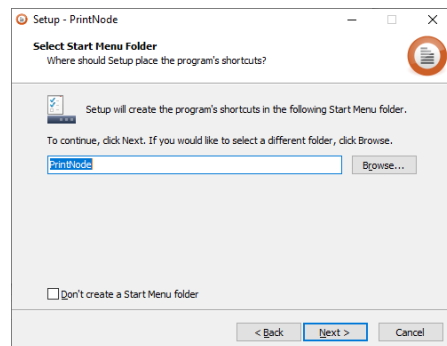 Setup - PrintNode
Select Start Menu Folder
Where should Setup place the program's shortcuts?
Setup will create the program's shortcuts in the following Start Menu folder.
To continue, click Next. If you would like to select a different folder, click Browse.
PrintNode
Browse...
Don't create a Start Menu folder
< Back
Next >
Cancel